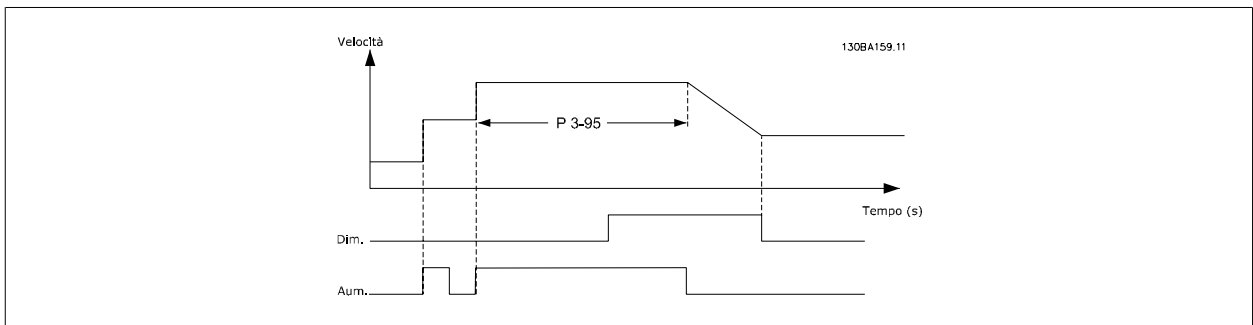 Velocità
130BA159.11
P 3-95
Tempo (s)
Dim.
Aum.